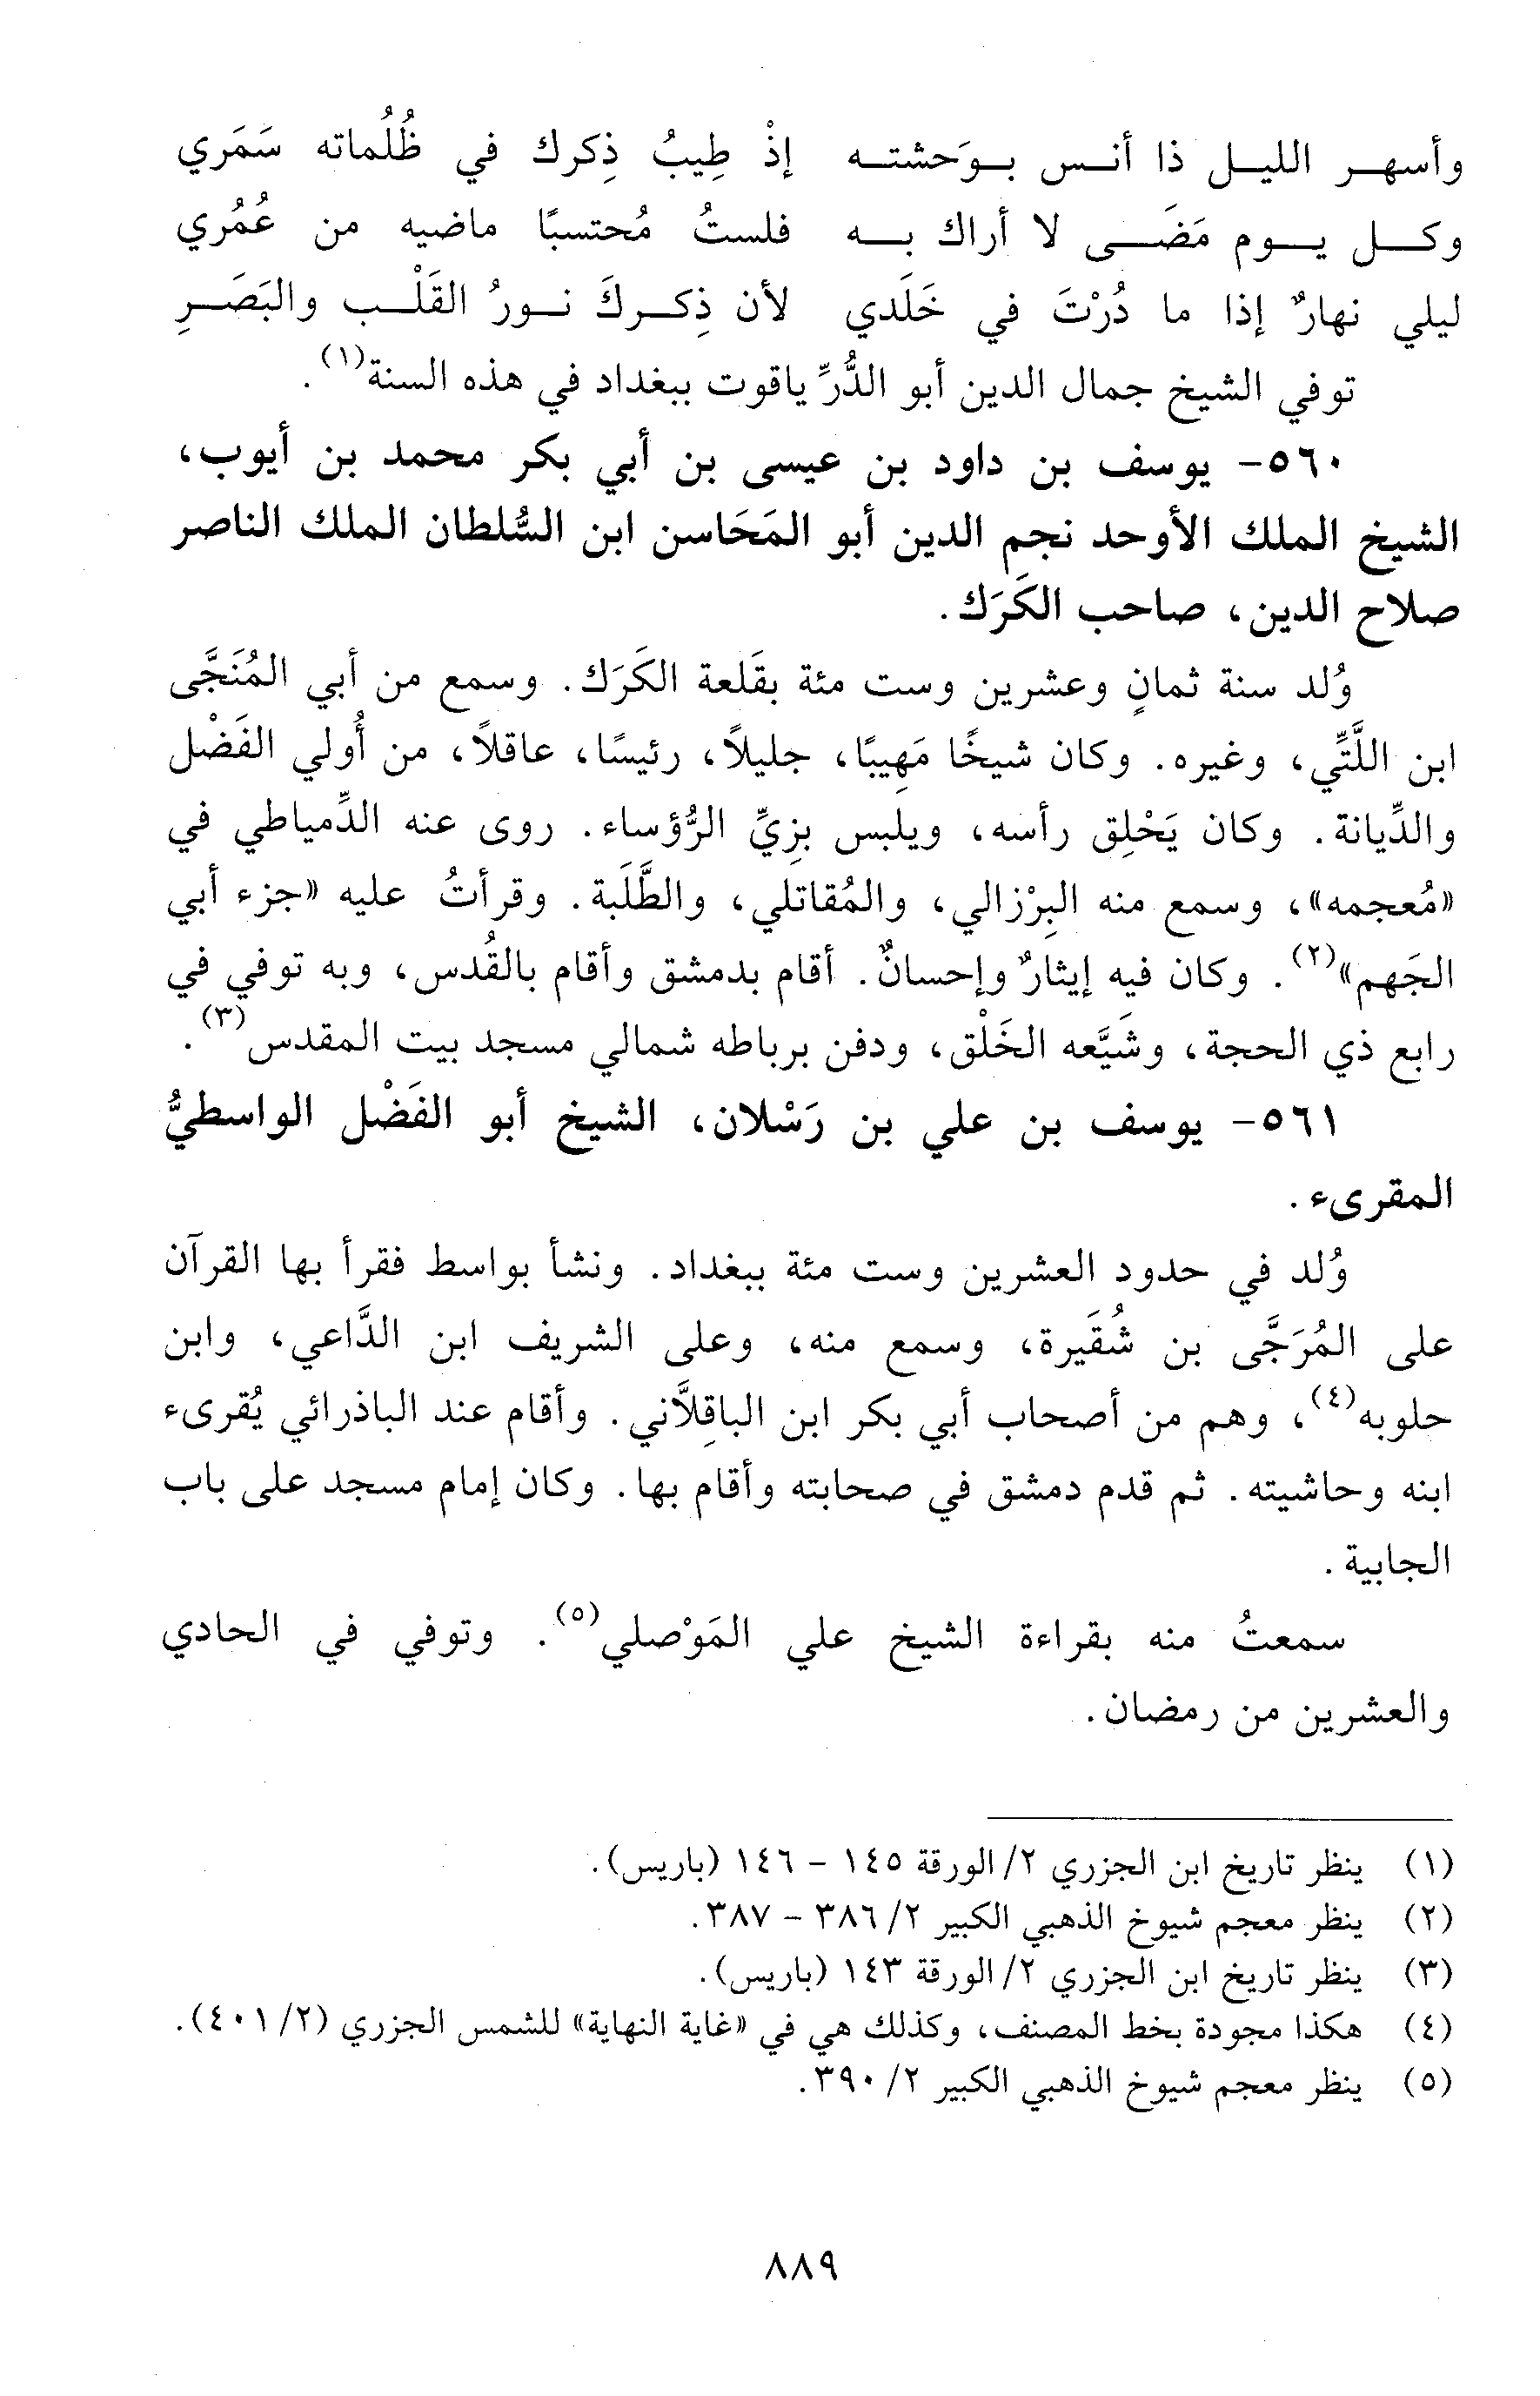 وأسهر الليل ذا أنس بوَحشته إذْ طِيبُ ذِكرك في ظُلُماته سَمَري
وكل يوم مَضَى لا أراك به فلستُ مُحتسبًا ماضيه من عُمُري
ليلي نهارٌ إذا ما دُرْتَ في خَلَدي لأن ذِكركَ نورُ القَلْب والبَصَرِ
توفي الشيخ جمال الدين أبو الدُّرِّ ياقوت ببغداد في هذه السنة(١).
٥٦٠- يوسف بن داود بن عيسى بن أبي بكر محمد بن أيوب،
الشيخ الملك الأوحد نجم الدين أبو المَحَاسن ابن السُّلطان الملك الناصر
صلاح الدين، صاحب الكَرَك.
وُلد سنة ثمانٍ وعشرين وست مئة بقَلعة الكَرَك. وسمع من أبي المُنَجَّى
ابن اللَّتِّي، وغيره. وكان شيخًا مَهِيبًا، جليلاً، رئيسًا، عاقلاً، من أُولي الفَضْل
والدِّيانة. وكان يَحْلِق رأسه، ويلبس بزِيِّ الرُّؤساء. روى عنه الدِّمياطي في
«مُعجمه»، وسمع منه البِرْزالي، والمُقاتلي، والطَّلَبة. وقرأتُ عليه «جزء أبي
الجَهم»(٢). وكان فيه إيثارٌ وإحسانٌ. أقام بدمشق وأقام بالقُدس، وبه توفي في
رابع ذي الحجة، وشَيَّعه الخَلْق، ودفن برباطه شمالي مسجد بيت المقدس(٣).
٥٦١- يوسف بن علي بن رَسْلان، الشيخ أبو الفَضْل الواسطيُّ
المقرىء.
وُلد في حدود العشرين وست مئة ببغداد. ونشأ بواسط فقرأ بها القرآن
على المُرَجَّى بن شُقَيرة، وسمع منه، وعلى الشريف ابن الدَّاعي، وابن
حلوبه(٤)، وهم من أصحاب أبي بكر ابن الباقِلاَّني. وأقام عند الباذرائي يُقرىء
ابنه وحاشيته. ثم قدم دمشق في صحابته وأقام بها. وكان إمام مسجد على باب
الجابية.
سمعتُ منه بقراءة الشيخ علي المَوْصلي(٥). وتوفي في الحادي
والعشرين من رمضان.
(١) ينظر تاريخ ابن الجزري ٢/ الورقة ١٤٥ - ١٤٦ (باريس).
(٢) ينظر معجم شيوخ الذهبي الكبير ٢/ ٣٨٦ - ٣٨٧.
(٣) ينظر تاريخ ابن الجزري ٢/ الورقة ١٤٣ (باريس).
(٤) هكذا مجودة بخط المصنف، وكذلك هي في «غاية النهاية» للشمس الجزري (٢/ ٤٠١).
(٥) ينظر معجم شيوخ الذهبي الكبير ٢/ ٣٩٠.
٨٨٩